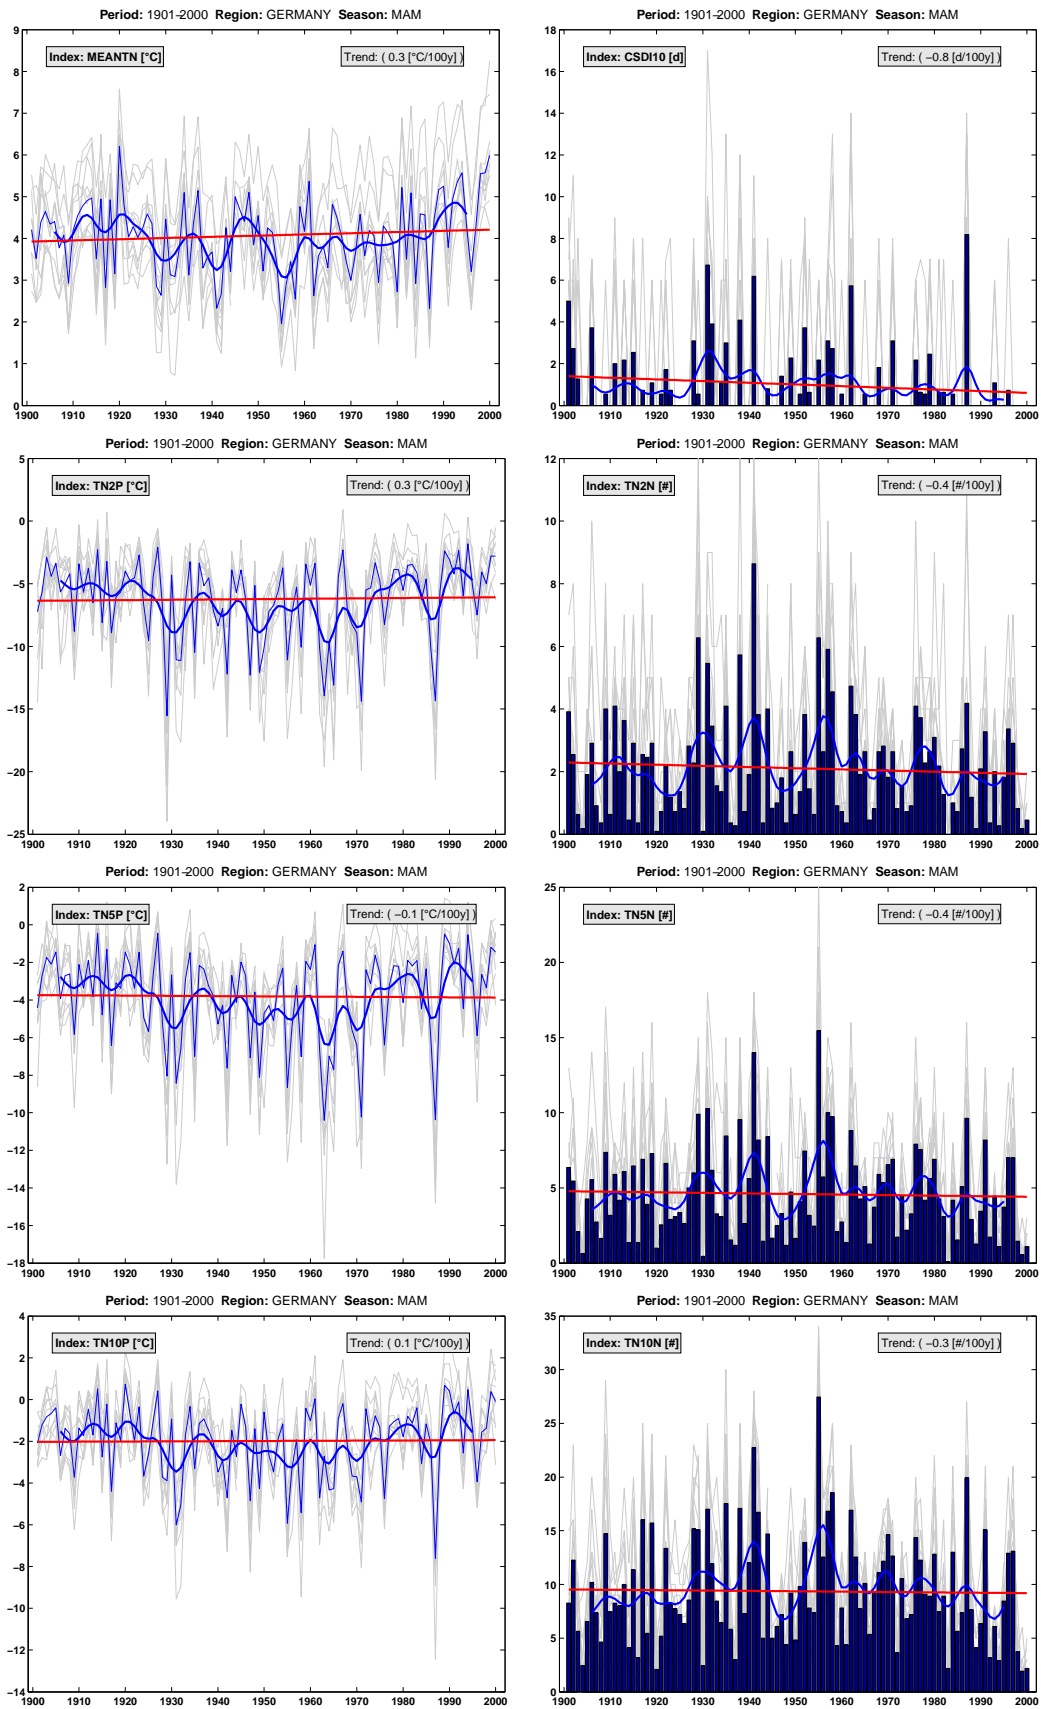 Period: 1901–2000 Region: GERMANY Season: MAM
Index: MEANTN [°C]
Trend: ( 0.3 [°C/100y] )
9
8
7
6
5
4
3
2
1
0
1900 1910 1920 1930 1940 1950 1960 1970 1980 1990 2000
Period: 1901–2000 Region: GERMANY Season: MAM
Index: CSDI10 [d]
Trend: ( −0.8 [d/100y] )
18
16
14
12
10
8
6
4
2
0
1900 1910 1920 1930 1940 1950 1960 1970 1980 1990 2000
Period: 1901–2000 Region: GERMANY Season: MAM
Index: TN2P [°C]
Trend: ( 0.3 [°C/100y] )
5
0
−5
−10
−15
−20
−25
1900 1910 1920 1930 1940 1950 1960 1970 1980 1990 2000
Period: 1901–2000 Region: GERMANY Season: MAM
Index: TN2N [#]
Trend: ( −0.4 [#/100y] )
12
10
8
6
4
2
0
1900 1910 1920 1930 1940 1950 1960 1970 1980 1990 2000
Period: 1901–2000 Region: GERMANY Season: MAM
Index: TN5P [°C]
Trend: ( −0.1 [°C/100y] )
2
0
−2
−4
−6
−8
−10
−12
−14
−16
−18
1900 1910 1920 1930 1940 1950 1960 1970 1980 1990 2000
Period: 1901–2000 Region: GERMANY Season: MAM
Index: TN5N [#]
Trend: ( −0.4 [#/100y] )
25
20
15
10
5
0
1900 1910 1920 1930 1940 1950 1960 1970 1980 1990 2000
Period: 1901–2000 Region: GERMANY Season: MAM
Index: TN10P [°C]
Trend: ( 0.1 [°C/100y] )
4
2
0
−2
−4
−6
−8
−10
−12
−14
1900 1910 1920 1930 1940 1950 1960 1970 1980 1990 2000
Period: 1901–2000 Region: GERMANY Season: MAM
Index: TN10N [#]
Trend: ( −0.3 [#/100y] )
35
30
25
20
15
10
5
0
1900 1910 1920 1930 1940 1950 1960 1970 1980 1990 2000